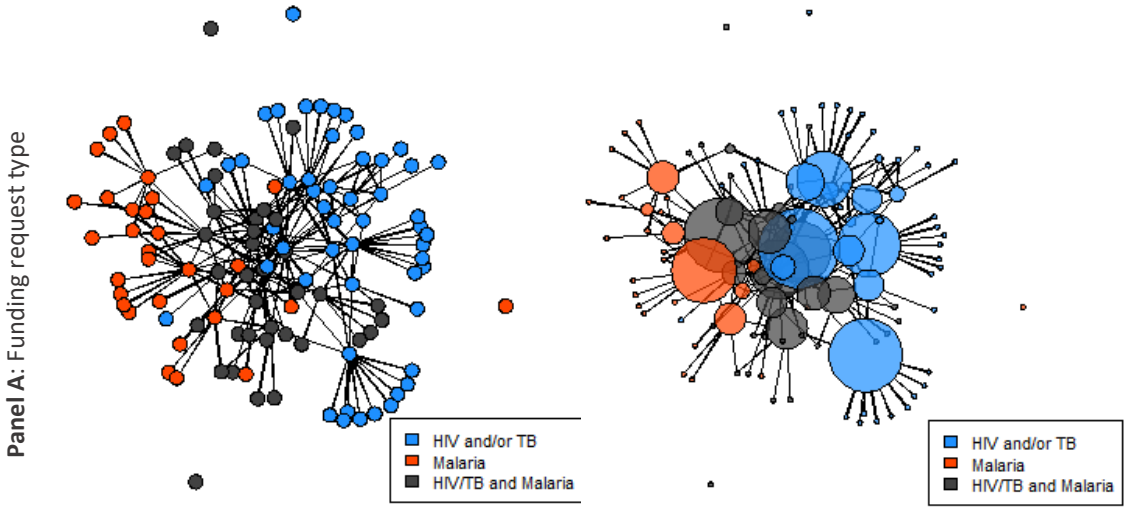 Panel A: Funding request type
HIV and/or TB
Malaria
HIV/TB and Malaria
HIV and/or TB
Malaria
HIV/TB and Malaria